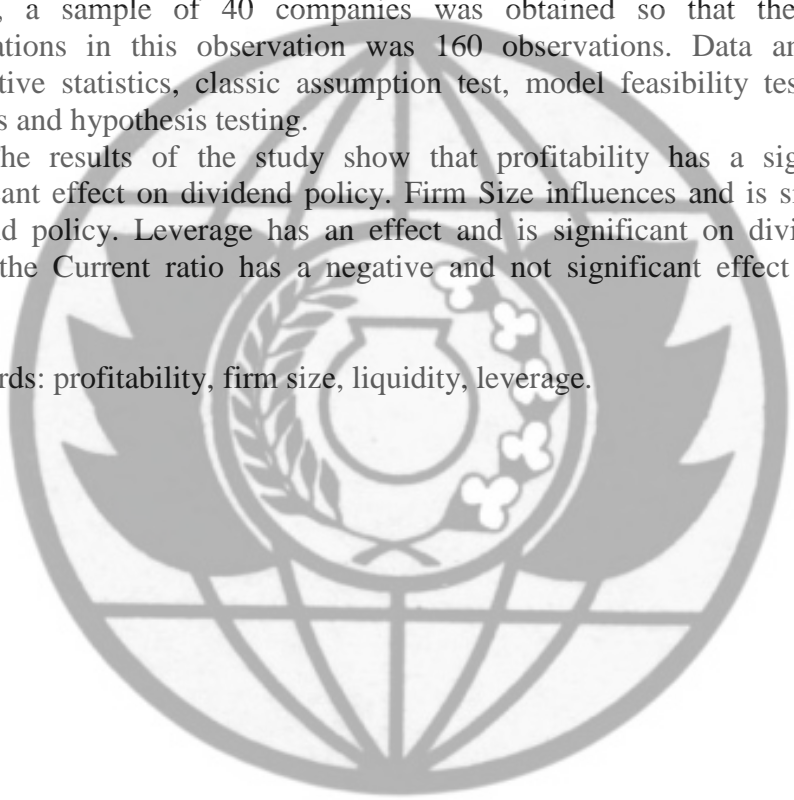 , a sample of 40 companies was obtained so that the
ations in this observation was 160 observations. Data an
tive statistics, classic assumption test, model feasibility tes
s and hypothesis testing.
he results of the study show that profitability has a sig
ant effect on dividend policy. Firm Size influences and is si
nd policy. Leverage has an effect and is significant on divi
the Current ratio has a negative and not significant effect
rds: profitability, firm size, liquidity, leverage.